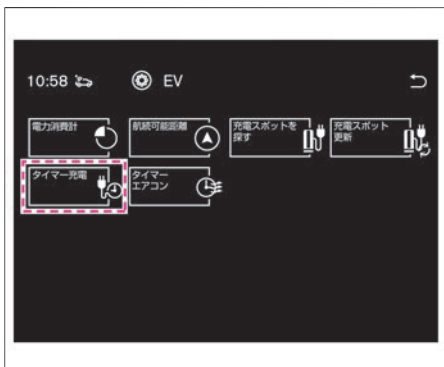 10:58 EV
電力消費計
航続可能距離
充電スポットを
探す
充電スポット
更新
タイマー充電
タイマー
エアコン